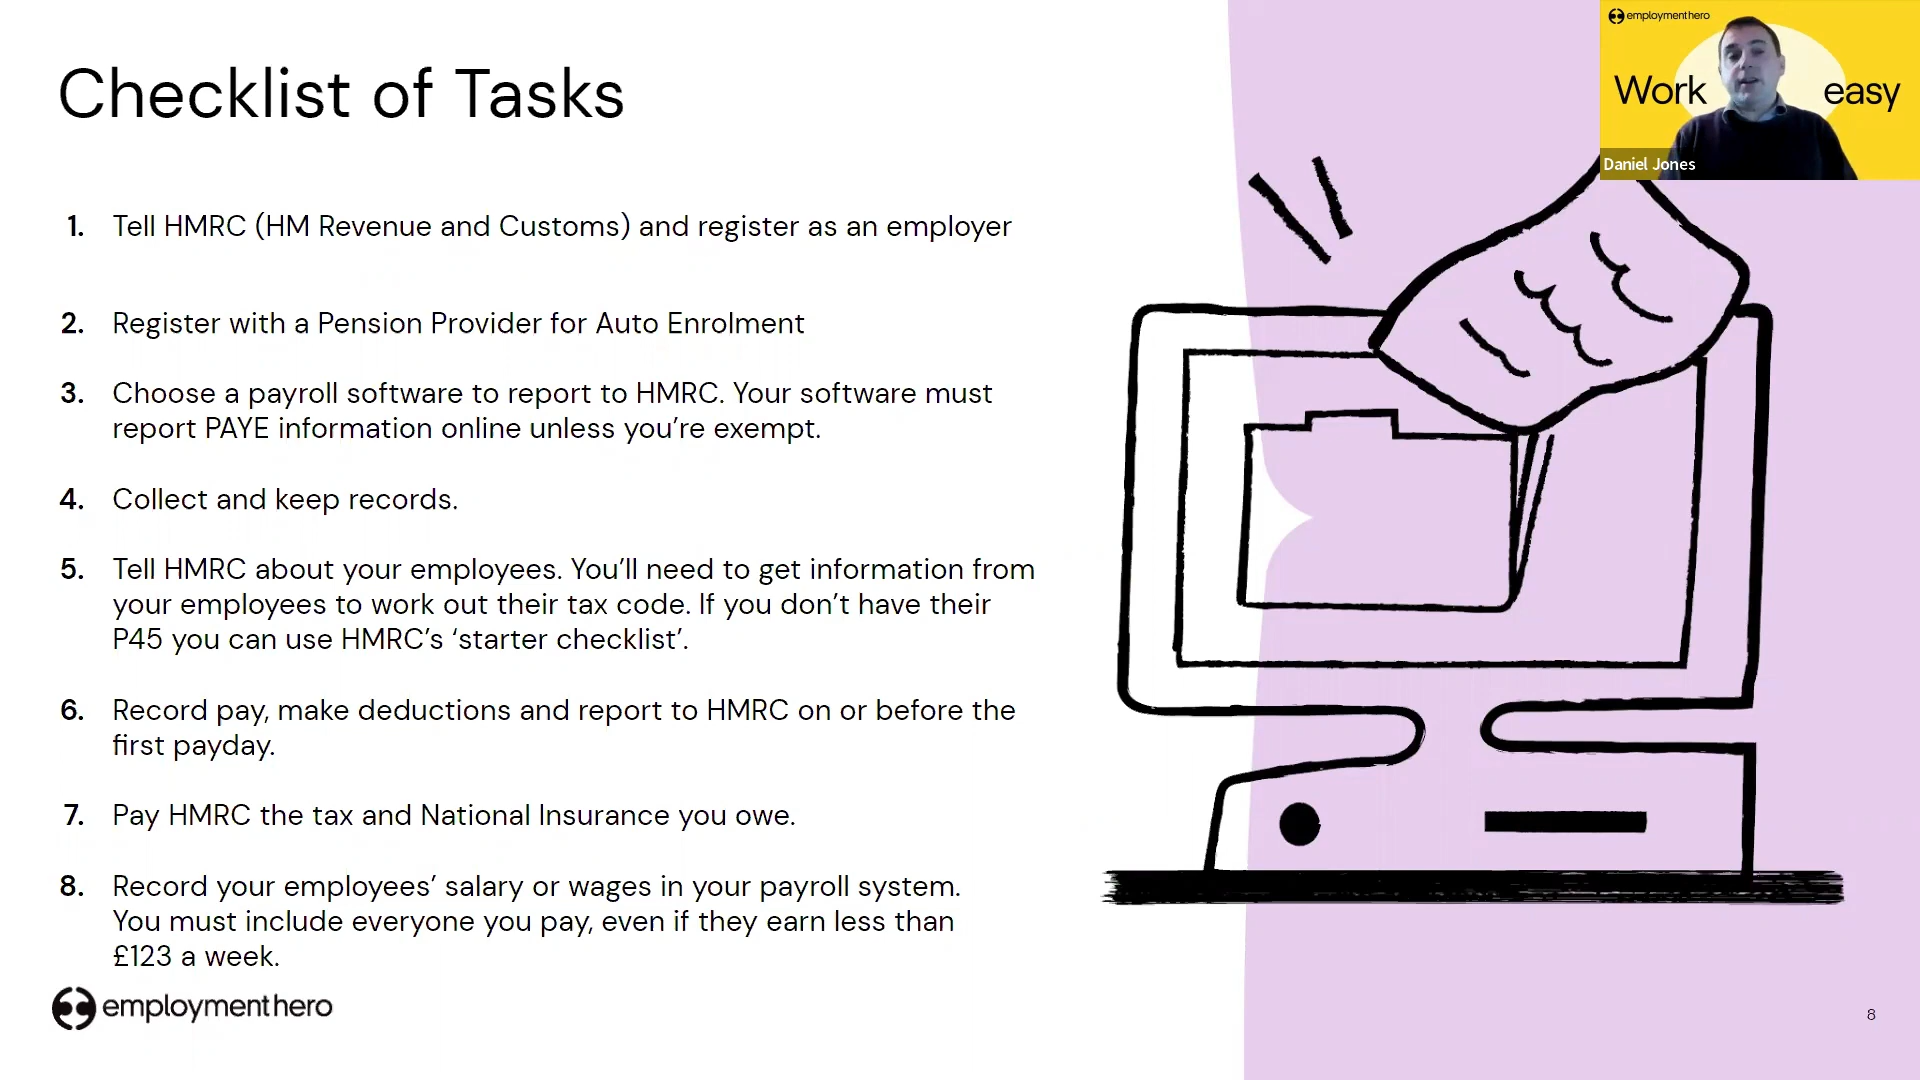 Checklist of Tasks
1. Tell HMRC (HM Revenue and Customs) and register as an employer
2. Register with a Pension Provider for Auto Enrolment
3. Choose a payroll software to report to HMRC. Your software must
report PAYE information online unless you’re exempt.
4. Collect and keep records.
5. Tell HMRC about your employees. You’ll need to get information from
your employees to work out their tax code. If you don’t have their
P45 you can use HMRC’s ‘starter checklist’.
6. Record pay, make deductions and report to HMRC on or before the
first payday.
7. Pay HMRC the tax and National Insurance you owe.
8. Record your employees’ salary or wages in your payroll system.
You must include everyone you pay, even if they earn less than
£123 a week.
employmenthero
employmenthero
Work easy
Daniel Jones
8